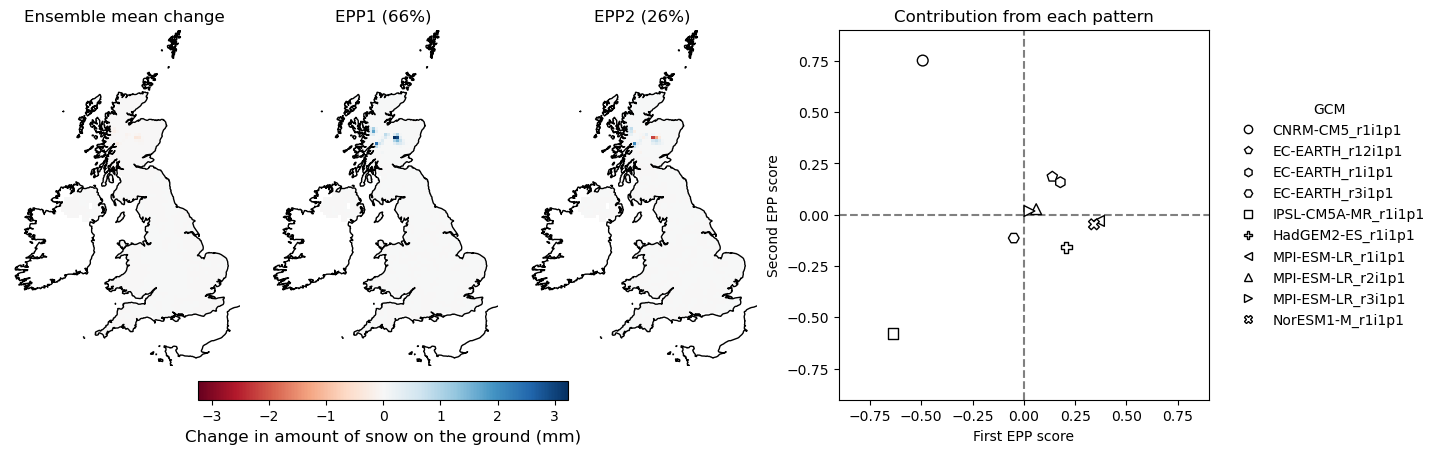 Ensemble mean change
EPP1 (66%)
EPP2 (26%)
−3 −2 −1 0 1 2 3
Change in amount of snow on the ground (mm)
Contribution from each pattern
Second EPP score
0.75
0.50
0.25
0.00
−0.25
−0.50
−0.75
−0.75 −0.50 −0.25 0.00 0.25 0.50 0.75
First EPP score
GCM
CNRM-CM5_r1i1p1
EC-EARTH_r12i1p1
EC-EARTH_r1i1p1
EC-EARTH_r3i1p1
IPSL-CM5A-MR_r1i1p1
HadGEM2-ES_r1i1p1
MPI-ESM-LR_r1i1p1
MPI-ESM-LR_r2i1p1
MPI-ESM-LR_r3i1p1
NorESM1-M_r1i1p1